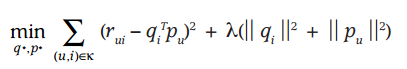 min q*,p* ∑ (u,i)∈κ (r_ui − q_i^T p_u)² + λ(|| q_i ||² + || p_u ||²)